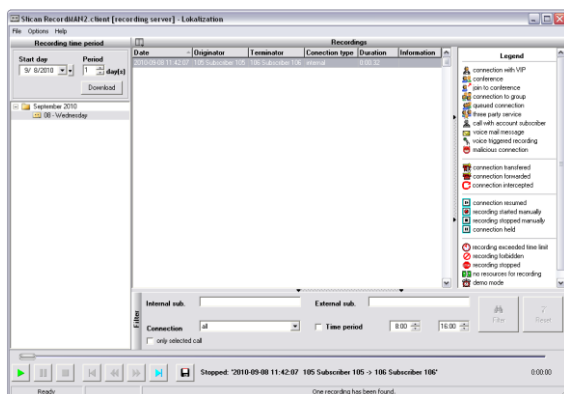 Slican RecordWAN2.client [recording server] - Lokalization
File Options Help
Recording time period
Start day Period
9/ 8/2010 1 day(s)
Download
September 2010
08 - Wednesday
Recordings
Date Originator Terminator Conection type Duration Information
2010-09-08 11:42:07 105 Subscriber 105 106 Subscriber 106 internal 0:00:32
Legend
connection with VIP
conference
join to conference
connection to group
queued connection
three party service
call with account subscriber
voice mail message
voice triggered recording
malicious connection
connection transfered
connection forwarded
connection intercepted
connection resumed
recording started manually
recording stopped manually
connection held
recording exceeded time limit
recording forbidden
recording stopped
no resources for recording
demo mode
Filter
Internal sub. External sub.
Connection all Time period 8:00 16:00
only selected call
Filter Reset
Stopped: "2010-09-08 11:42:07 105 Subscriber 105 -> 106 Subscriber 106" 0:00:00
Ready One recording has been found.